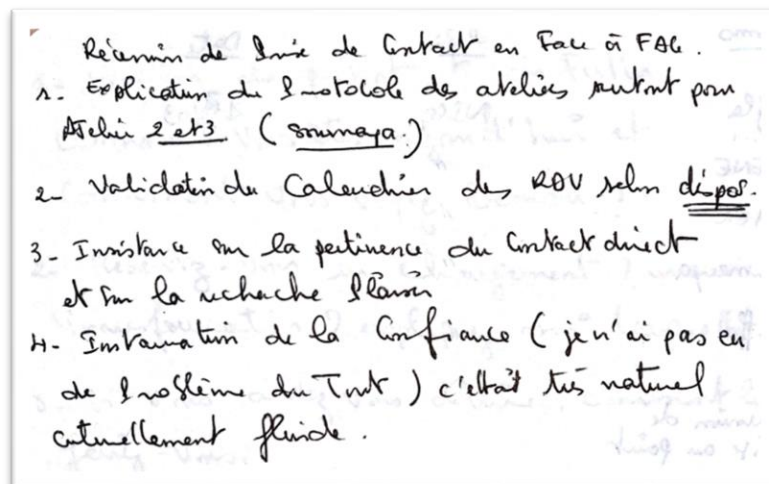 Réunion de Prise de Contact en Face à FAC.
1- Explication du Protocole des ateliers surtout pour
Atelier 2 et 3 (Soumaya.)
2- Validation du Calendrier des RDV selon dispos.
3- Insistance sur la pertinence du Contact direct
et sur la recherche Plaisir
4- Instauration de la Confiance (je n'ai pas eu
de Problème du Tout) c'était très naturel
culturellement fluide.